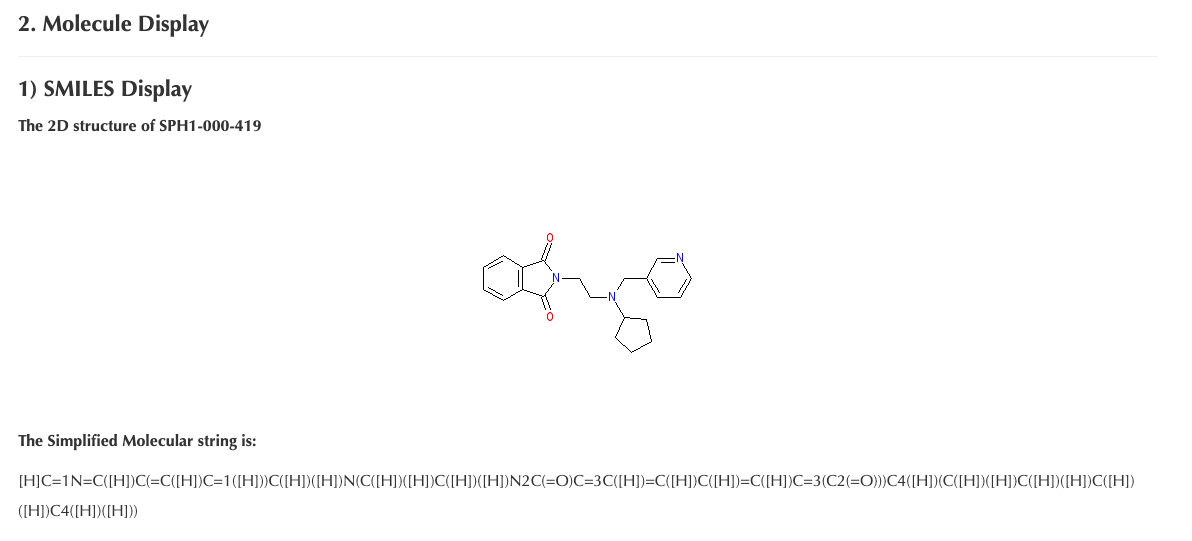 2. Molecule Display
1) SMILES Display
The 2D structure of SPH1-000-419
O
N
N
N
O
The Simplified Molecular string is:
[H]C=1N=C([H])C(=C([H])C=1([H]))C([H])([H])N(C([H])([H])C([H])([H])N2C(=O)C=3C([H])=C([H])C([H])=C([H])C=3(C2(=O)))C4([H])(C([H])([H])C([H])([H])C([H])
([H])C4([H])([H]))